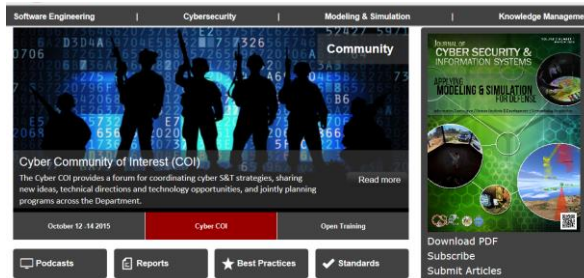 Software Engineering | Cybersecurity | Modeling & Simulation | Knowledge Manageme
Community
Cyber Community of Interest (COI)
The Cyber COI provides a forum for coordinating cyber S&T strategies, sharing
new ideas, technical directions and technology opportunities, and jointly planning
programs across the Department.
Read more
October 12 -14 2015
Cyber COI
Open Training
Podcasts
Reports
Best Practices
Standards
JOURNAL OF
CYBER SECURITY &
INFORMATION SYSTEMS
APPLYING
MODELING & SIMULATION
FOR DEFENSE
Download PDF
Subscribe
Submit Articles